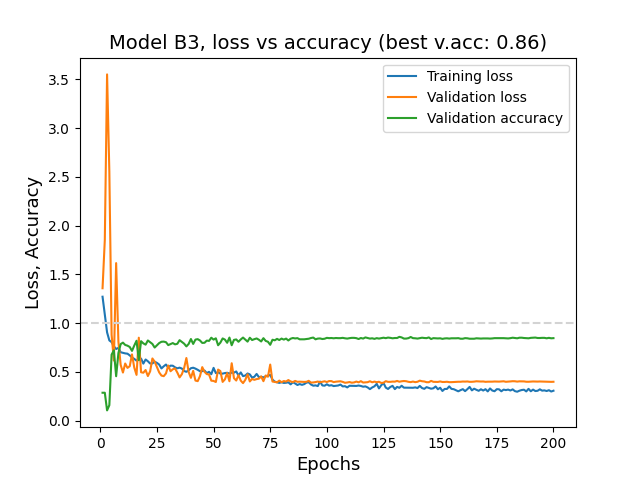 Model B3, loss vs accuracy (best v.acc: 0.86)
Training loss
Validation loss
Validation accuracy
Loss, Accuracy
3.5
3.0
2.5
2.0
1.5
1.0
0.5
0.0
0 25 50 75 100 125 150 175 200
Epochs